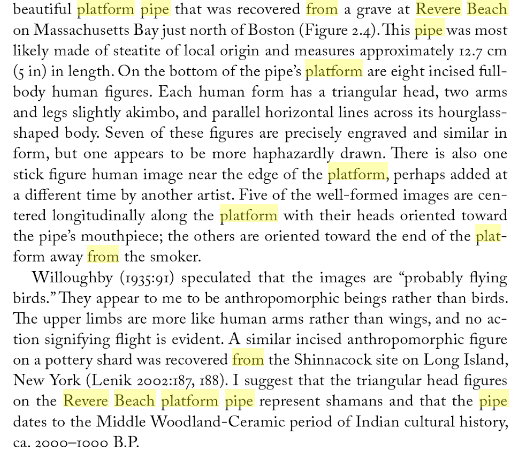 beautiful platform pipe that was recovered from a grave at Revere Beach
on Massachusetts Bay just north of Boston (Figure 2.4). This pipe was most
likely made of steatite of local origin and measures approximately 12.7 cm
(5 in) in length. On the bottom of the pipe's platform are eight incised full-
body human figures. Each human form has a triangular head, two arms
and legs slightly akimbo, and parallel horizontal lines across its hourglass-
shaped body. Seven of these figures are precisely engraved and similar in
form, but one appears to be more haphazardly drawn. There is also one
stick figure human image near the edge of the platform, perhaps added at
a different time by another artist. Five of the well-formed images are cen-
tered longitudinally along the platform with their heads oriented toward
the pipe's mouthpiece; the others are oriented toward the end of the plat-
form away from the smoker.
Willoughby (1935:91) speculated that the images are “probably flying
birds.” They appear to me to be anthropomorphic beings rather than birds.
The upper limbs are more like human arms rather than wings, and no ac-
tion signifying flight is evident. A similar incised anthropomorphic figure
on a pottery shard was recovered from the Shinnacock site on Long Island,
New York (Lenik 2002:187, 188). I suggest that the triangular head figures
on the Revere Beach platform pipe represent shamans and that the pipe
dates to the Middle Woodland-Ceramic period of Indian cultural history,
ca. 2000–1000 B.P.